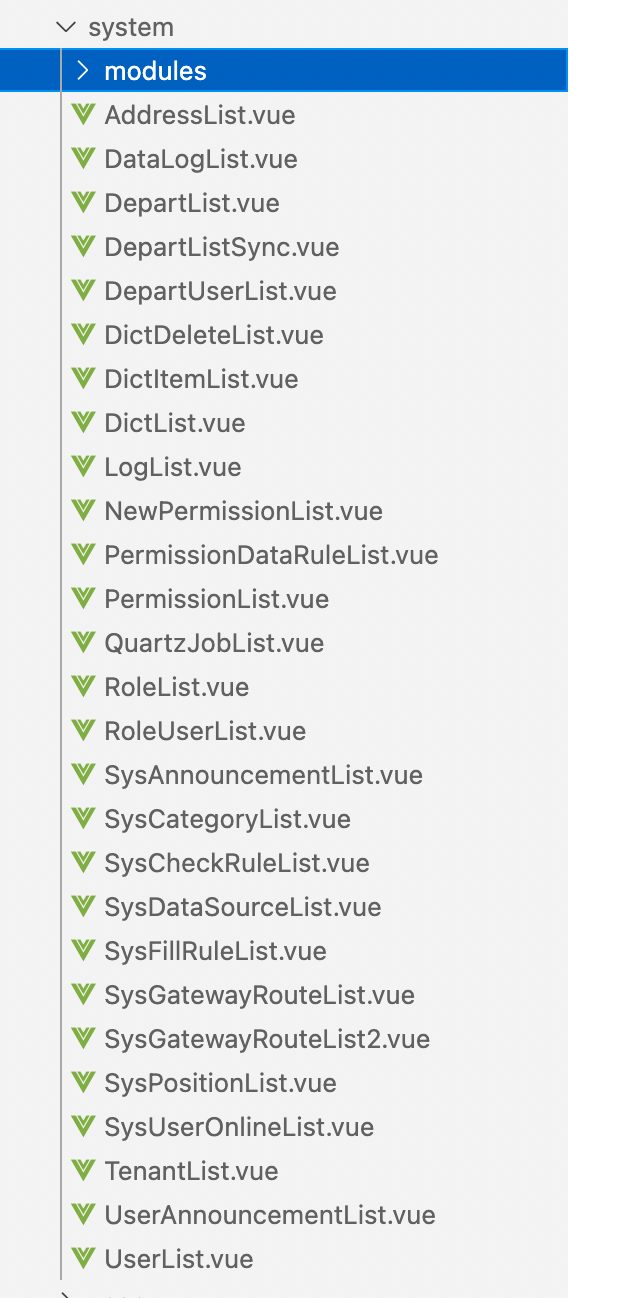 system
modules
AddressList.vue
DataLogList.vue
DepartList.vue
DepartListSync.vue
DepartUserList.vue
DictDeleteList.vue
DictItemList.vue
DictList.vue
LogList.vue
NewPermissionList.vue
PermissionDataRuleList.vue
PermissionList.vue
QuartzJobList.vue
RoleList.vue
RoleUserList.vue
SysAnnouncementList.vue
SysCategoryList.vue
SysCheckRuleList.vue
SysDataSourceList.vue
SysFillRuleList.vue
SysGatewayRouteList.vue
SysGatewayRouteList2.vue
SysPositionList.vue
SysUserOnlineList.vue
TenantList.vue
UserAnnouncementList.vue
UserList.vue